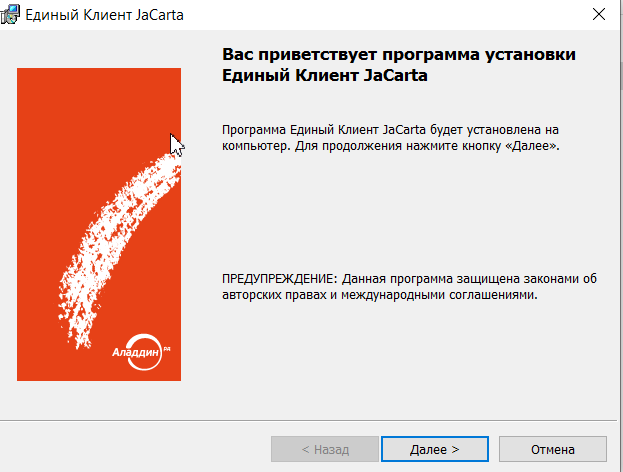 Единый Клиент JaCarta
Вас приветствует программа установки
Единый Клиент JaCarta
Программа Единый Клиент JaCarta будет установлена на
компьютер. Для продолжения нажмите кнопку «Далее».
ПРЕДУПРЕЖДЕНИЕ: Данная программа защищена законами об
авторских правах и международными соглашениями.
Аладдин РД
< Назад
Далее >
Отмена